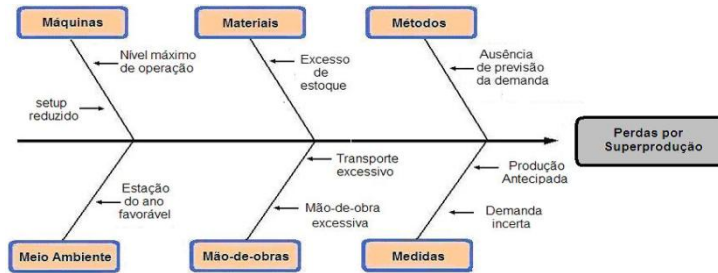 Máquinas
Materiais
Métodos
Nível máximo
de operação
setup
reduzido
Excesso
de
estoque
Ausência
de previsão
da demanda
Perdas por
Superprodução
Estação
do ano
favorável
Transporte
excessivo
Mão-de-obra
excessiva
Produção
Antecipada
Demanda
incerta
Meio Ambiente
Mão-de-obras
Medidas